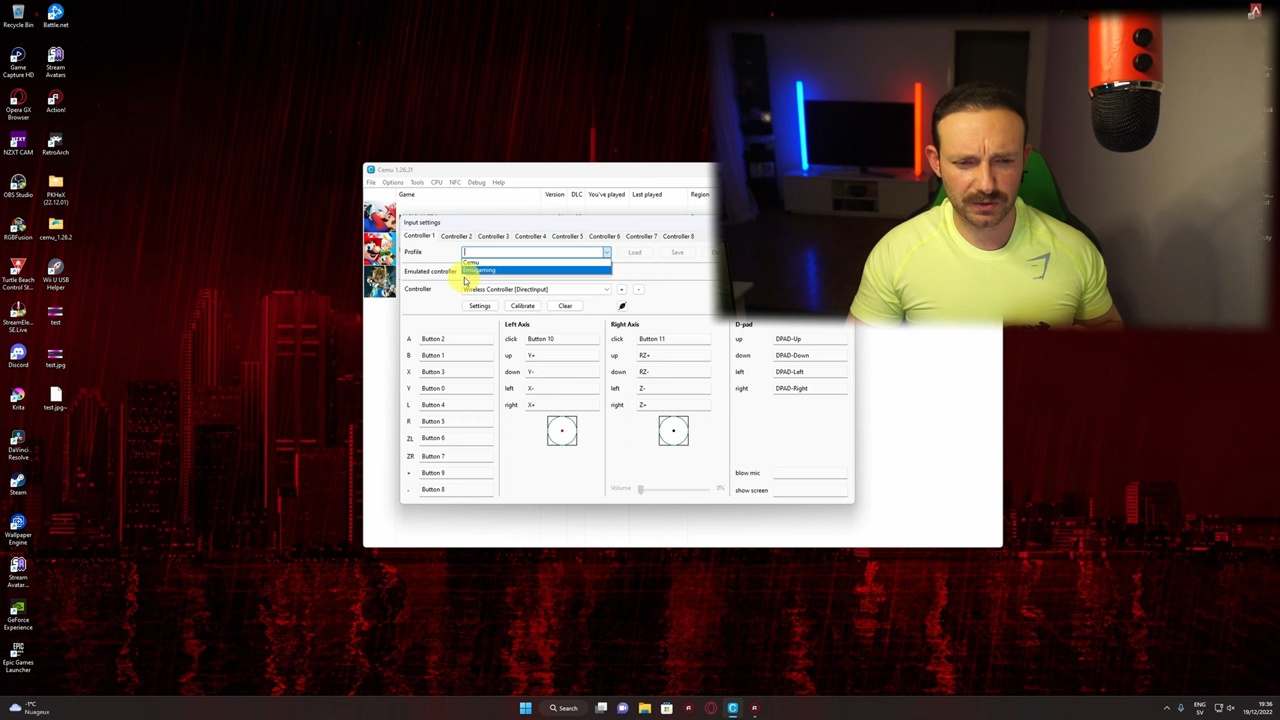 Recycle Bin
Battle.net
Game
Capture HD
Stream
Avatars
Opera GX
Browser
Action!
NZXT CAM
RetroArch
OBS Studio
PKHeX
(22.12.01)
RGBFusion
cemu_1.26.2
Turtle Beach
Control St...
Wii U USB
Helper
StreamEle...
SE.Live
test
Discord
test.jpg
Krita
test.jpg~
DaVinci
Resolve
Steam
Wallpaper
Engine
Stream
Avatar...
GeForce
Experience
Epic Games
Launcher
Cemu 1.26.2f
File Options Tools CPU NFC Debug Help
Game Version DLC You've played Last played Region
Input settings
Controller 1 Controller 2 Controller 3 Controller 4 Controller 5 Controller 6 Controller 7 Controller 8
Profile Load Save
Cemu
Emugaming
Emulated controller
Controller Wireless Controller [DirectInput] + -
Settings Calibrate Clear
Left Axis Right Axis D-pad
A Button 2 click Button 10 click Button 11 up DPAD-Up
B Button 1 up Y+ up RZ+ down DPAD-Down
X Button 3 down Y- down RZ- left DPAD-Left
Y Button 0 left X- left Z- right DPAD-Right
L Button 4 right X+ right Z+
R Button 5
ZL Button 6
ZR Button 7
+ Button 9 blow mic
- Button 8 Volume 0% show screen
-1°C
Nuageux
Search
ENG
SV
19:36
19/12/2022